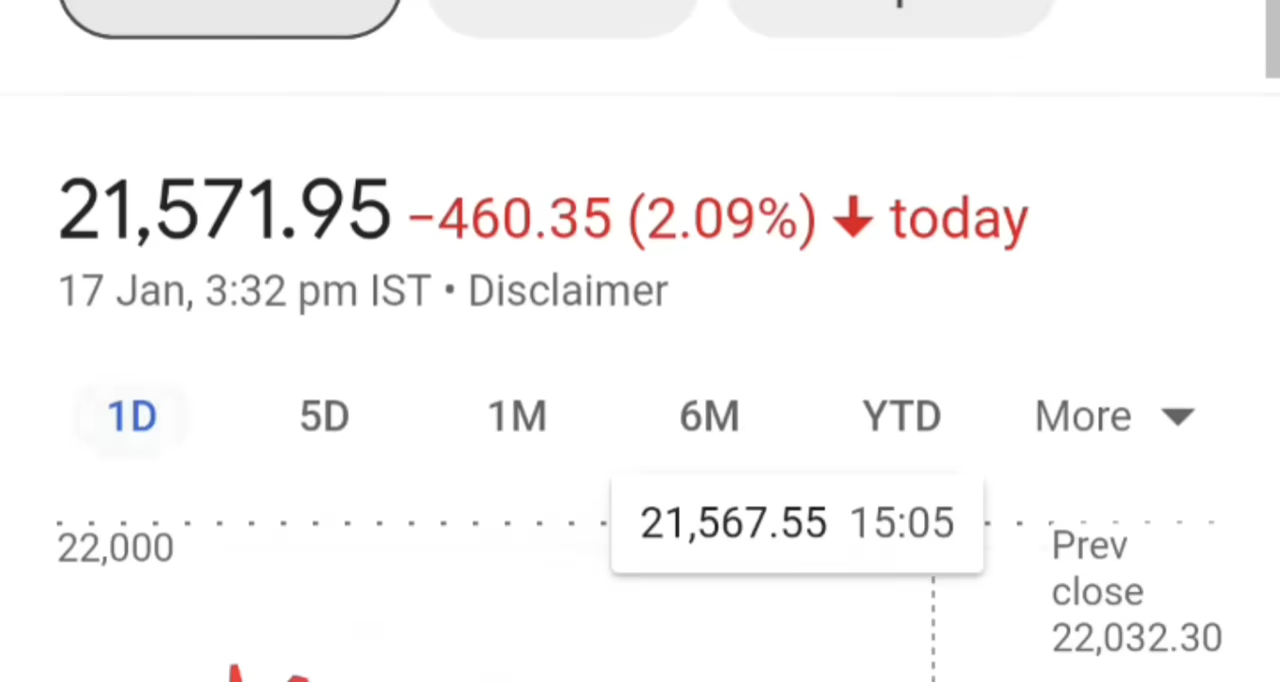 21,571.95 −460.35 (2.09%) ↓ today
17 Jan, 3:32 pm IST • Disclaimer
1D 5D 1M 6M YTD More
21,567.55 15:05
22,000
Prev
close
22,032.30